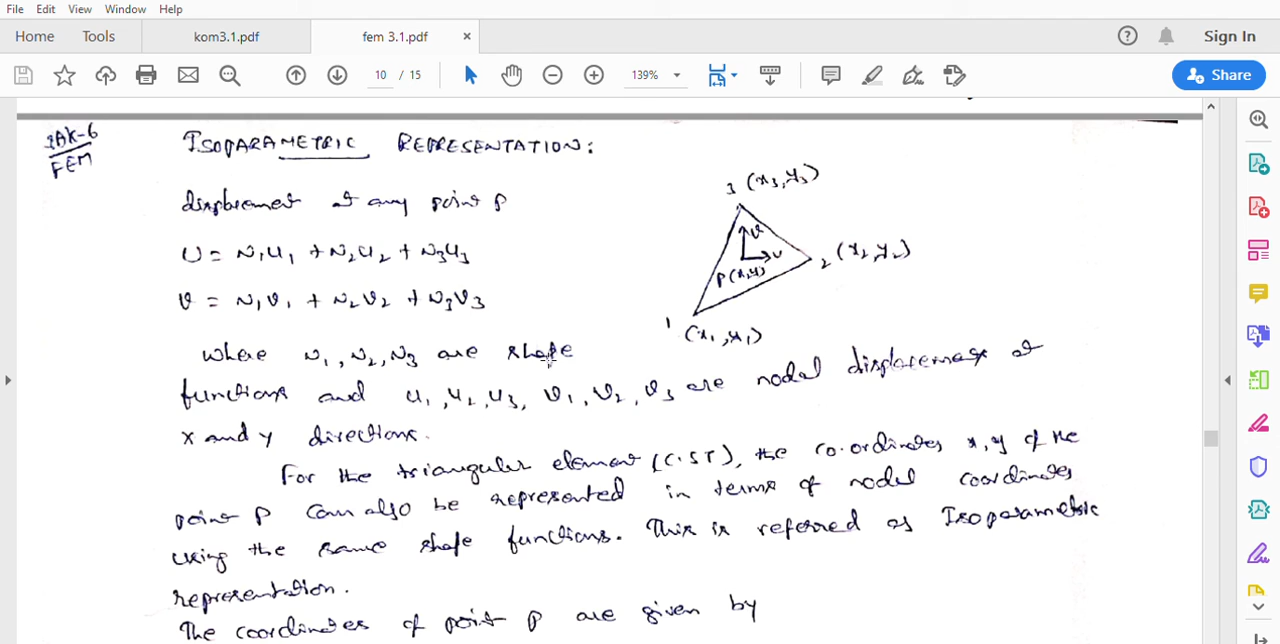 File Edit View Window Help
Home Tools kom3.1.pdf fem 3.1.pdf × Sign In
10 / 15 139% Share
ISOPARAMETRIC REPRESENTATION:
FEM
displacement at any point P
U = N1U1 + N2U2 + N3U3
v = N1v1 + N2v2 + N3v3
3 (x3, y3)
v
u
P(x,y)
2 (x2, y2)
1 (x1, y1)
where N1, N2, N3 are shape
functions and u1, u2, u3, v1, v2, v3 are nodal displacement at
x and y directions.
For the triangular element (C.S.T), the co-ordinates x, y of the
point P can also be represented in terms of nodal coordinates
using the same shape functions. This is referred as Isoparametric
representation.
The coordinates of point P are given by